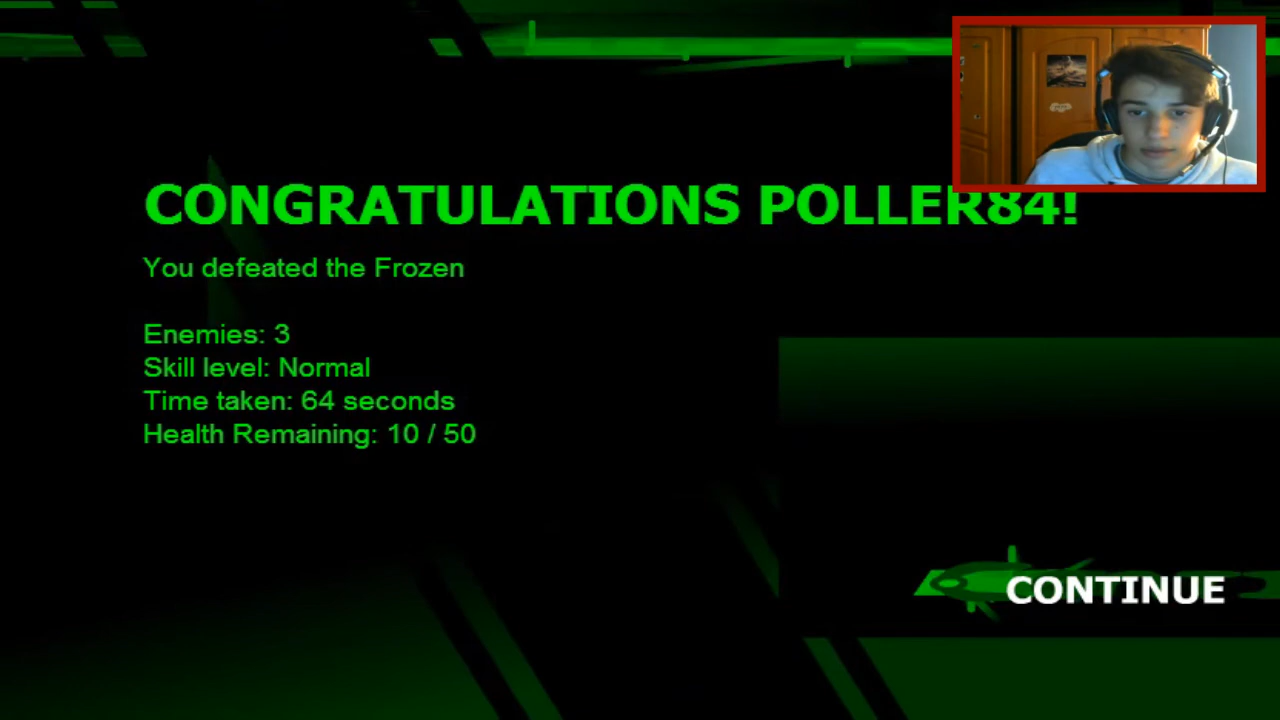 CONGRATULATIONS POLLER84!
You defeated the Frozen
Enemies: 3
Skill level: Normal
Time taken: 64 seconds
Health Remaining: 10 / 50
CONTINUE